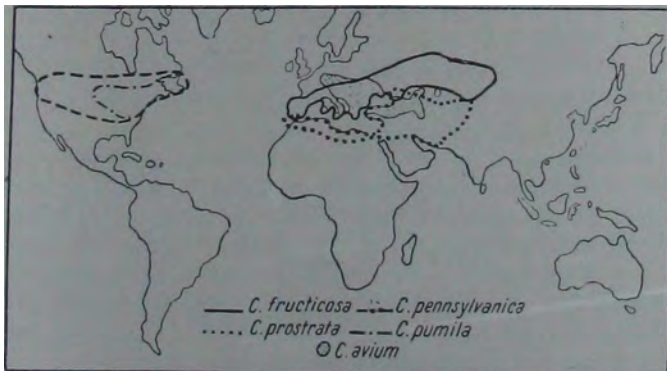 C. fructicosa C. pennsylvanica
C. prostrata C. pumila
C. avium